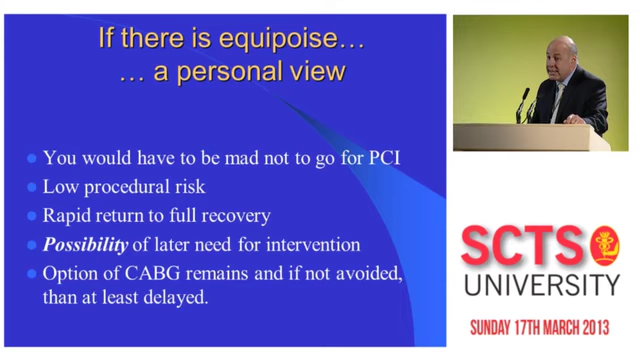 If there is equipoise…
… a personal view
You would have to be mad not to go for PCI
Low procedural risk
Rapid return to full recovery
Possibility of later need for intervention
Option of CABG remains and if not avoided,
than at least delayed.
SCTS
UNIVERSITY
SUNDAY 17TH MARCH 2013